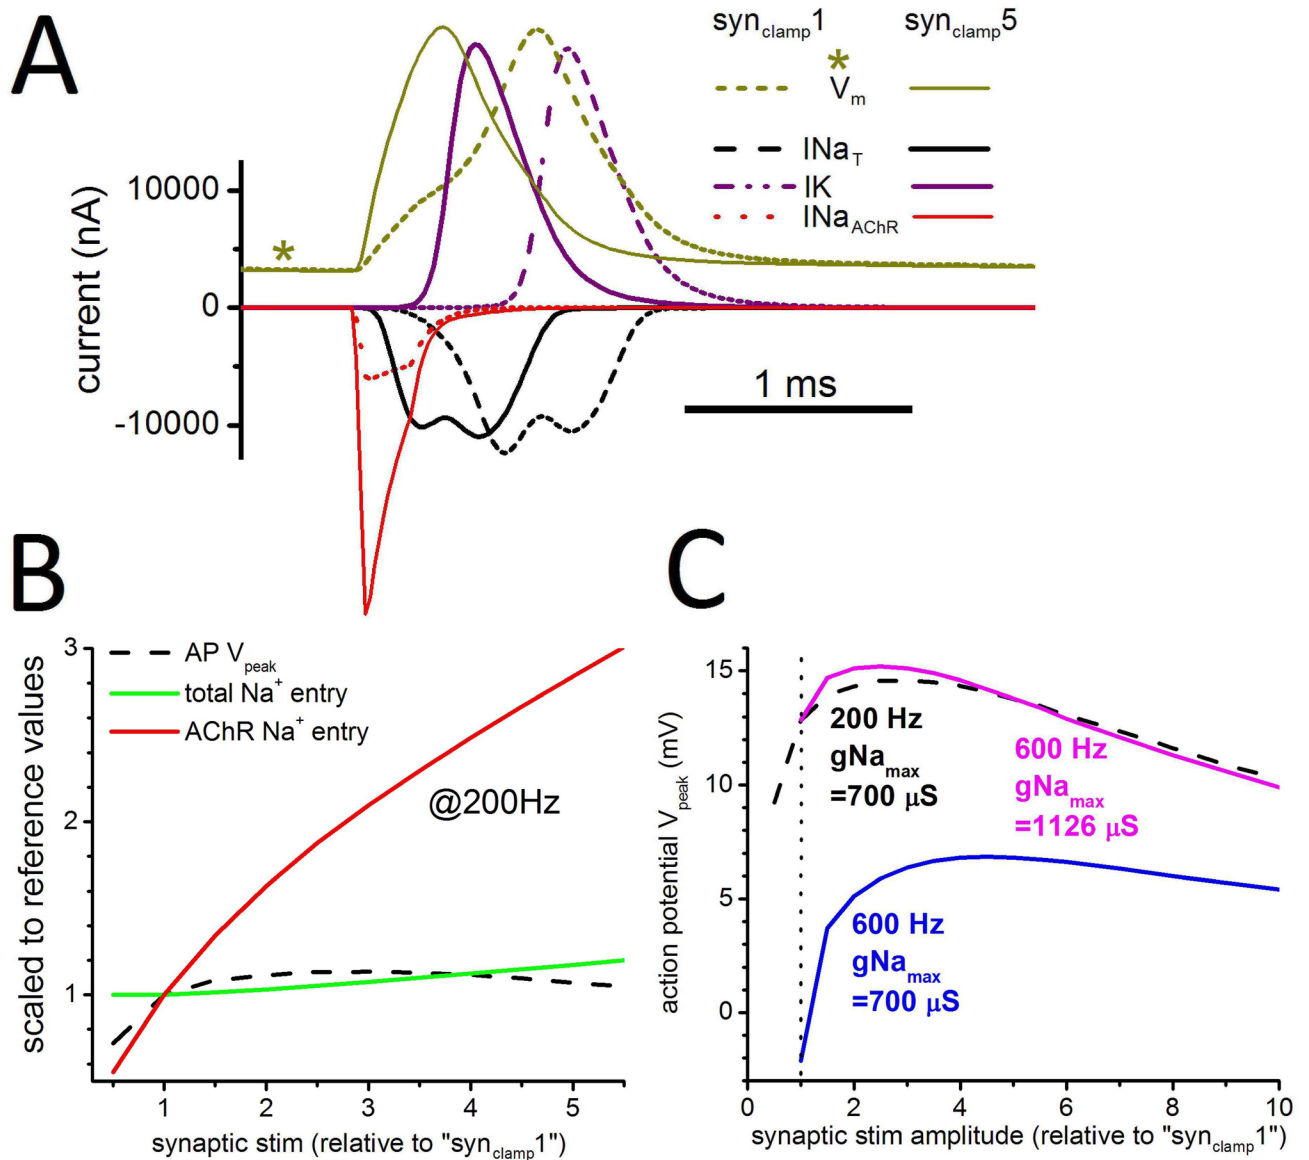 A
syn_clamp1 syn_clamp5
*
V_m
INa_T
IK
INa_AChR
current (nA)
10000
0
-10000
*
1 ms
B
scaled to reference values
3
2
1
AP V_peak
total Na⁺ entry
AChR Na⁺ entry
@200Hz
1 2 3 4 5
synaptic stim (relative to "syn_clamp1")
C
action potential V_peak (mV)
15
10
5
0
200 Hz
gNa_max
=700 µS
600 Hz
gNa_max
=1126 µS
600 Hz
gNa_max
=700 µS
0 2 4 6 8 10
synaptic stim amplitude (relative to "syn_clamp1")